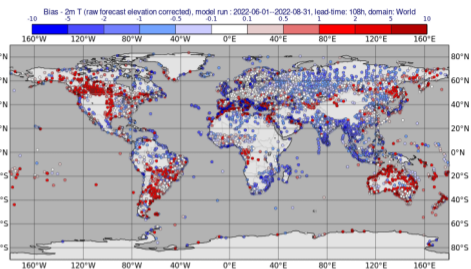 Bias - 2m T (raw forecast elevation corrected), model run : 2022-06-01--2022-08-31, lead-time: 108h, domain: World
-10 -5 -2 -1 -0.5 -0.1 0.1 0.5 1 2 5 10
160°W 120°W 80°W 40°W 0°E 40°E 80°E 120°E 160°E
°N 80°N
°N 60°N
°N 40°N
°N 20°N
°N 0°N
°S 20°S
°S 40°S
°S 60°S
°S 80°S
160°W 120°W 80°W 40°W 0°E 40°E 80°E 120°E 160°E